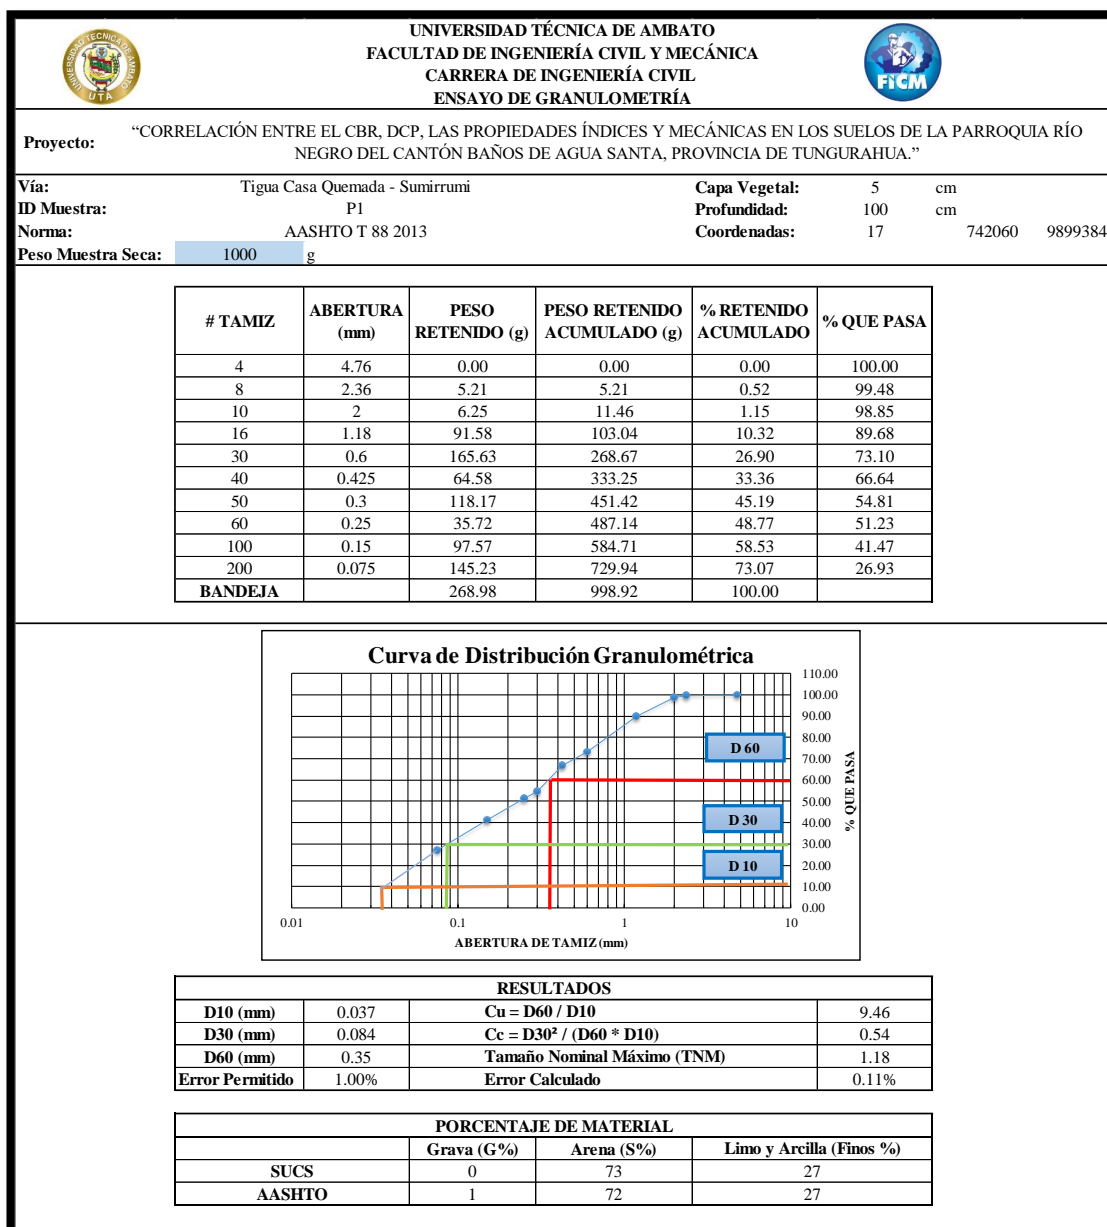 UNIVERSIDAD TÉCNICA DE AMBATO
FACULTAD DE INGENIERÍA CIVIL Y MECÁNICA
CARRERA DE INGENIERÍA CIVIL
ENSAYO DE GRANULOMETRÍA
UNIVERSIDAD TECNICA DE AMBATO
UTA
FICM
Proyecto: “CORRELACIÓN ENTRE EL CBR, DCP, LAS PROPIEDADES ÍNDICES Y MECÁNICAS EN LOS SUELOS DE LA PARROQUIA RÍO
NEGRO DEL CANTÓN BAÑOS DE AGUA SANTA, PROVINCIA DE TUNGURAHUA.”
Vía: Tigua Casa Quemada - Sumirrumi Capa Vegetal: 5 cm
ID Muestra: P1 Profundidad: 100 cm
Norma: AASHTO T 88 2013 Coordenadas: 17 742060 9899384
Peso Muestra Seca: 1000 g
# TAMIZ ABERTURA (mm) PESO RETENIDO (g) PESO RETENIDO ACUMULADO (g) % RETENIDO ACUMULADO % QUE PASA
4 4.76 0.00 0.00 0.00 100.00
8 2.36 5.21 5.21 0.52 99.48
10 2 6.25 11.46 1.15 98.85
16 1.18 91.58 103.04 10.32 89.68
30 0.6 165.63 268.67 26.90 73.10
40 0.425 64.58 333.25 33.36 66.64
50 0.3 118.17 451.42 45.19 54.81
60 0.25 35.72 487.14 48.77 51.23
100 0.15 97.57 584.71 58.53 41.47
200 0.075 145.23 729.94 73.07 26.93
BANDEJA 268.98 998.92 100.00
Curva de Distribución Granulométrica
110.00
100.00
90.00
80.00
70.00
60.00
50.00
40.00
30.00
20.00
10.00
0.00
% QUE PASA
D 60
D 30
D 10
0.01 0.1 1 10
ABERTURA DE TAMIZ (mm)
RESULTADOS
D10 (mm) 0.037 Cu = D60 / D10 9.46
D30 (mm) 0.084 Cc = D30² / (D60 * D10) 0.54
D60 (mm) 0.35 Tamaño Nominal Máximo (TNM) 1.18
Error Permitido 1.00% Error Calculado 0.11%
PORCENTAJE DE MATERIAL
Grava (G%) Arena (S%) Limo y Arcilla (Finos %)
SUCS 0 73 27
AASHTO 1 72 27